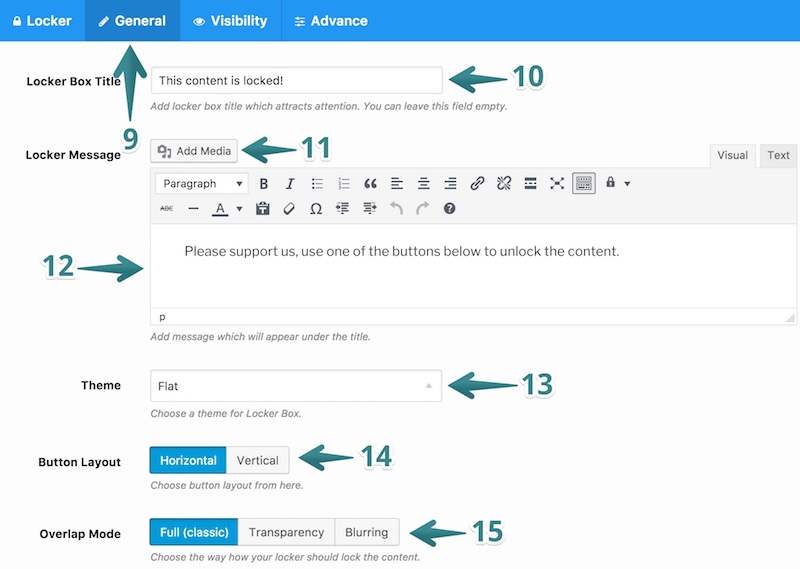 Locker General Visibility Advance
Locker Box Title This content is locked! 10
Add locker box title which attracts attention. You can leave this field empty.
9
Locker Message Add Media 11
Visual Text
Paragraph B I
ABC A Ω
12 Please support us, use one of the buttons below to unlock the content.
p
Add message which will appear under the title.
Theme Flat 13
Choose a theme for Locker Box.
Button Layout Horizontal Vertical 14
Choose button layout from here.
Overlap Mode Full (classic) Transparency Blurring 15
Choose the way how your locker should lock the content.